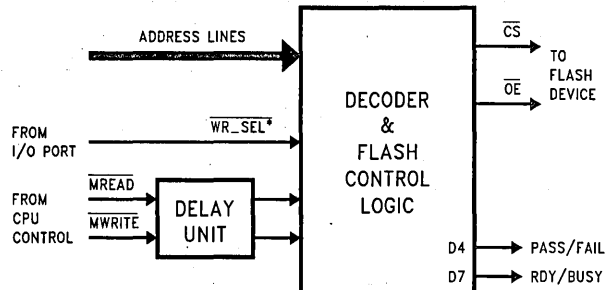 ADDRESS LINES
FROM
I/O PORT
WR_SEL*
FROM
CPU
CONTROL
MREAD
MWRITE
DELAY
UNIT
DECODER
&
FLASH
CONTROL
LOGIC
CS
OE
TO
FLASH
DEVICE
D4
PASS/FAIL
D7
RDY/BUSY